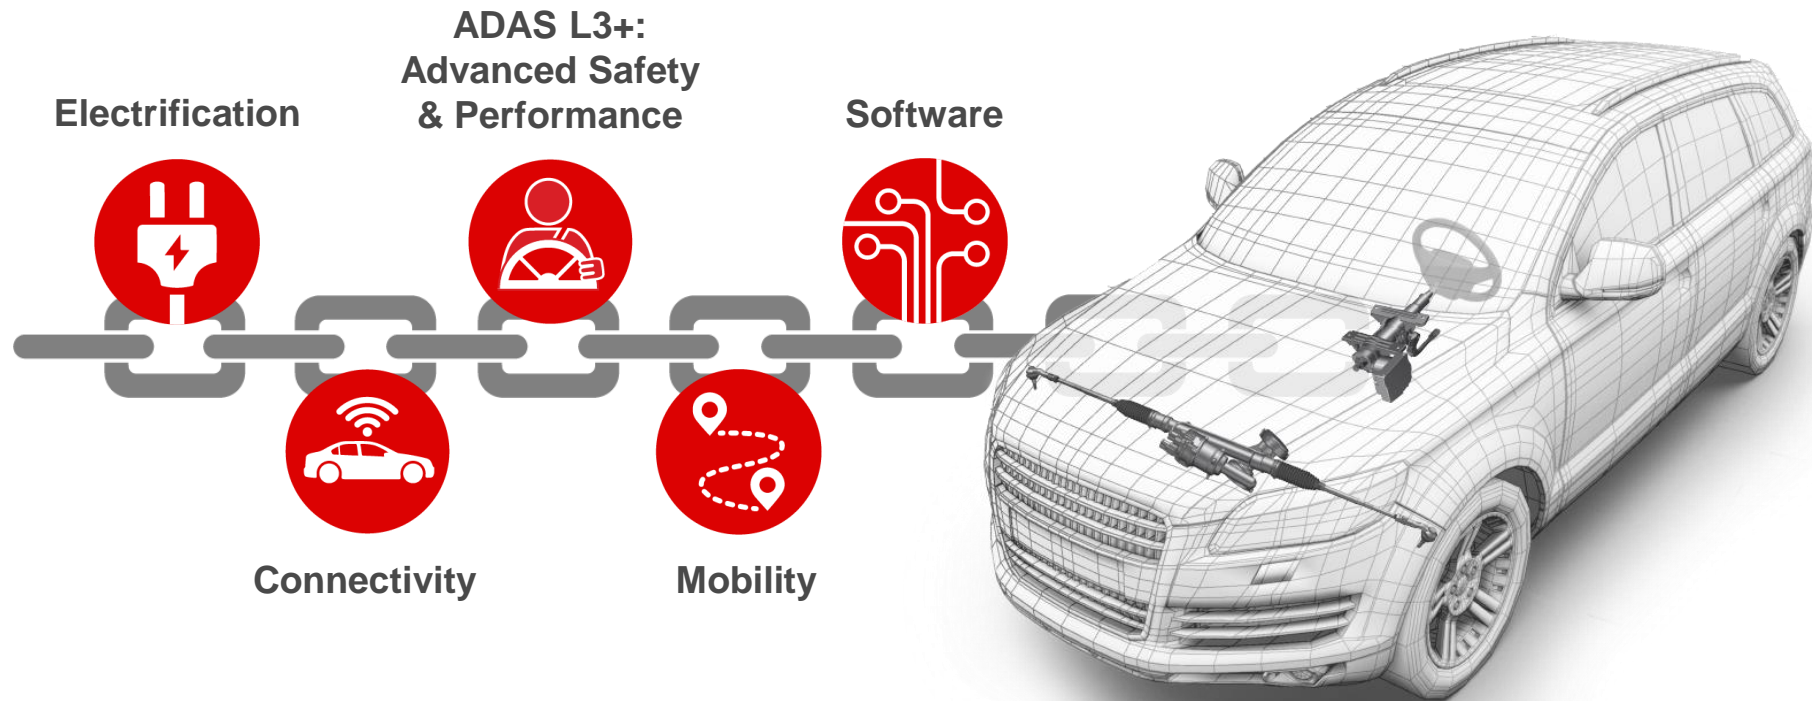 Electrification
ADAS L3+:
Advanced Safety
& Performance
Software
Connectivity
Mobility